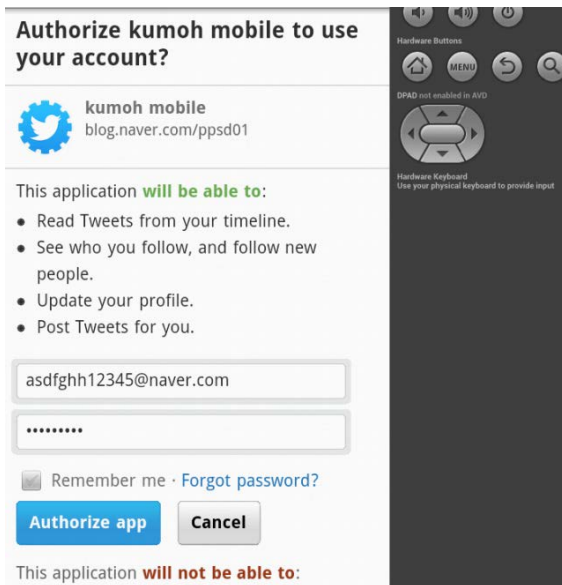 Authorize kumoh mobile to use
your account?
kumoh mobile
blog.naver.com/ppsd01
This application will be able to:
• Read Tweets from your timeline.
• See who you follow, and follow new
people.
• Update your profile.
• Post Tweets for you.
asdfghh12345@naver.com
•••••••••
Remember me · Forgot password?
Authorize app
Cancel
This application will not be able to:
Hardware Buttons
MENU
DPAD not enabled in AVD
Hardware Keyboard
Use your physical keyboard to provide input